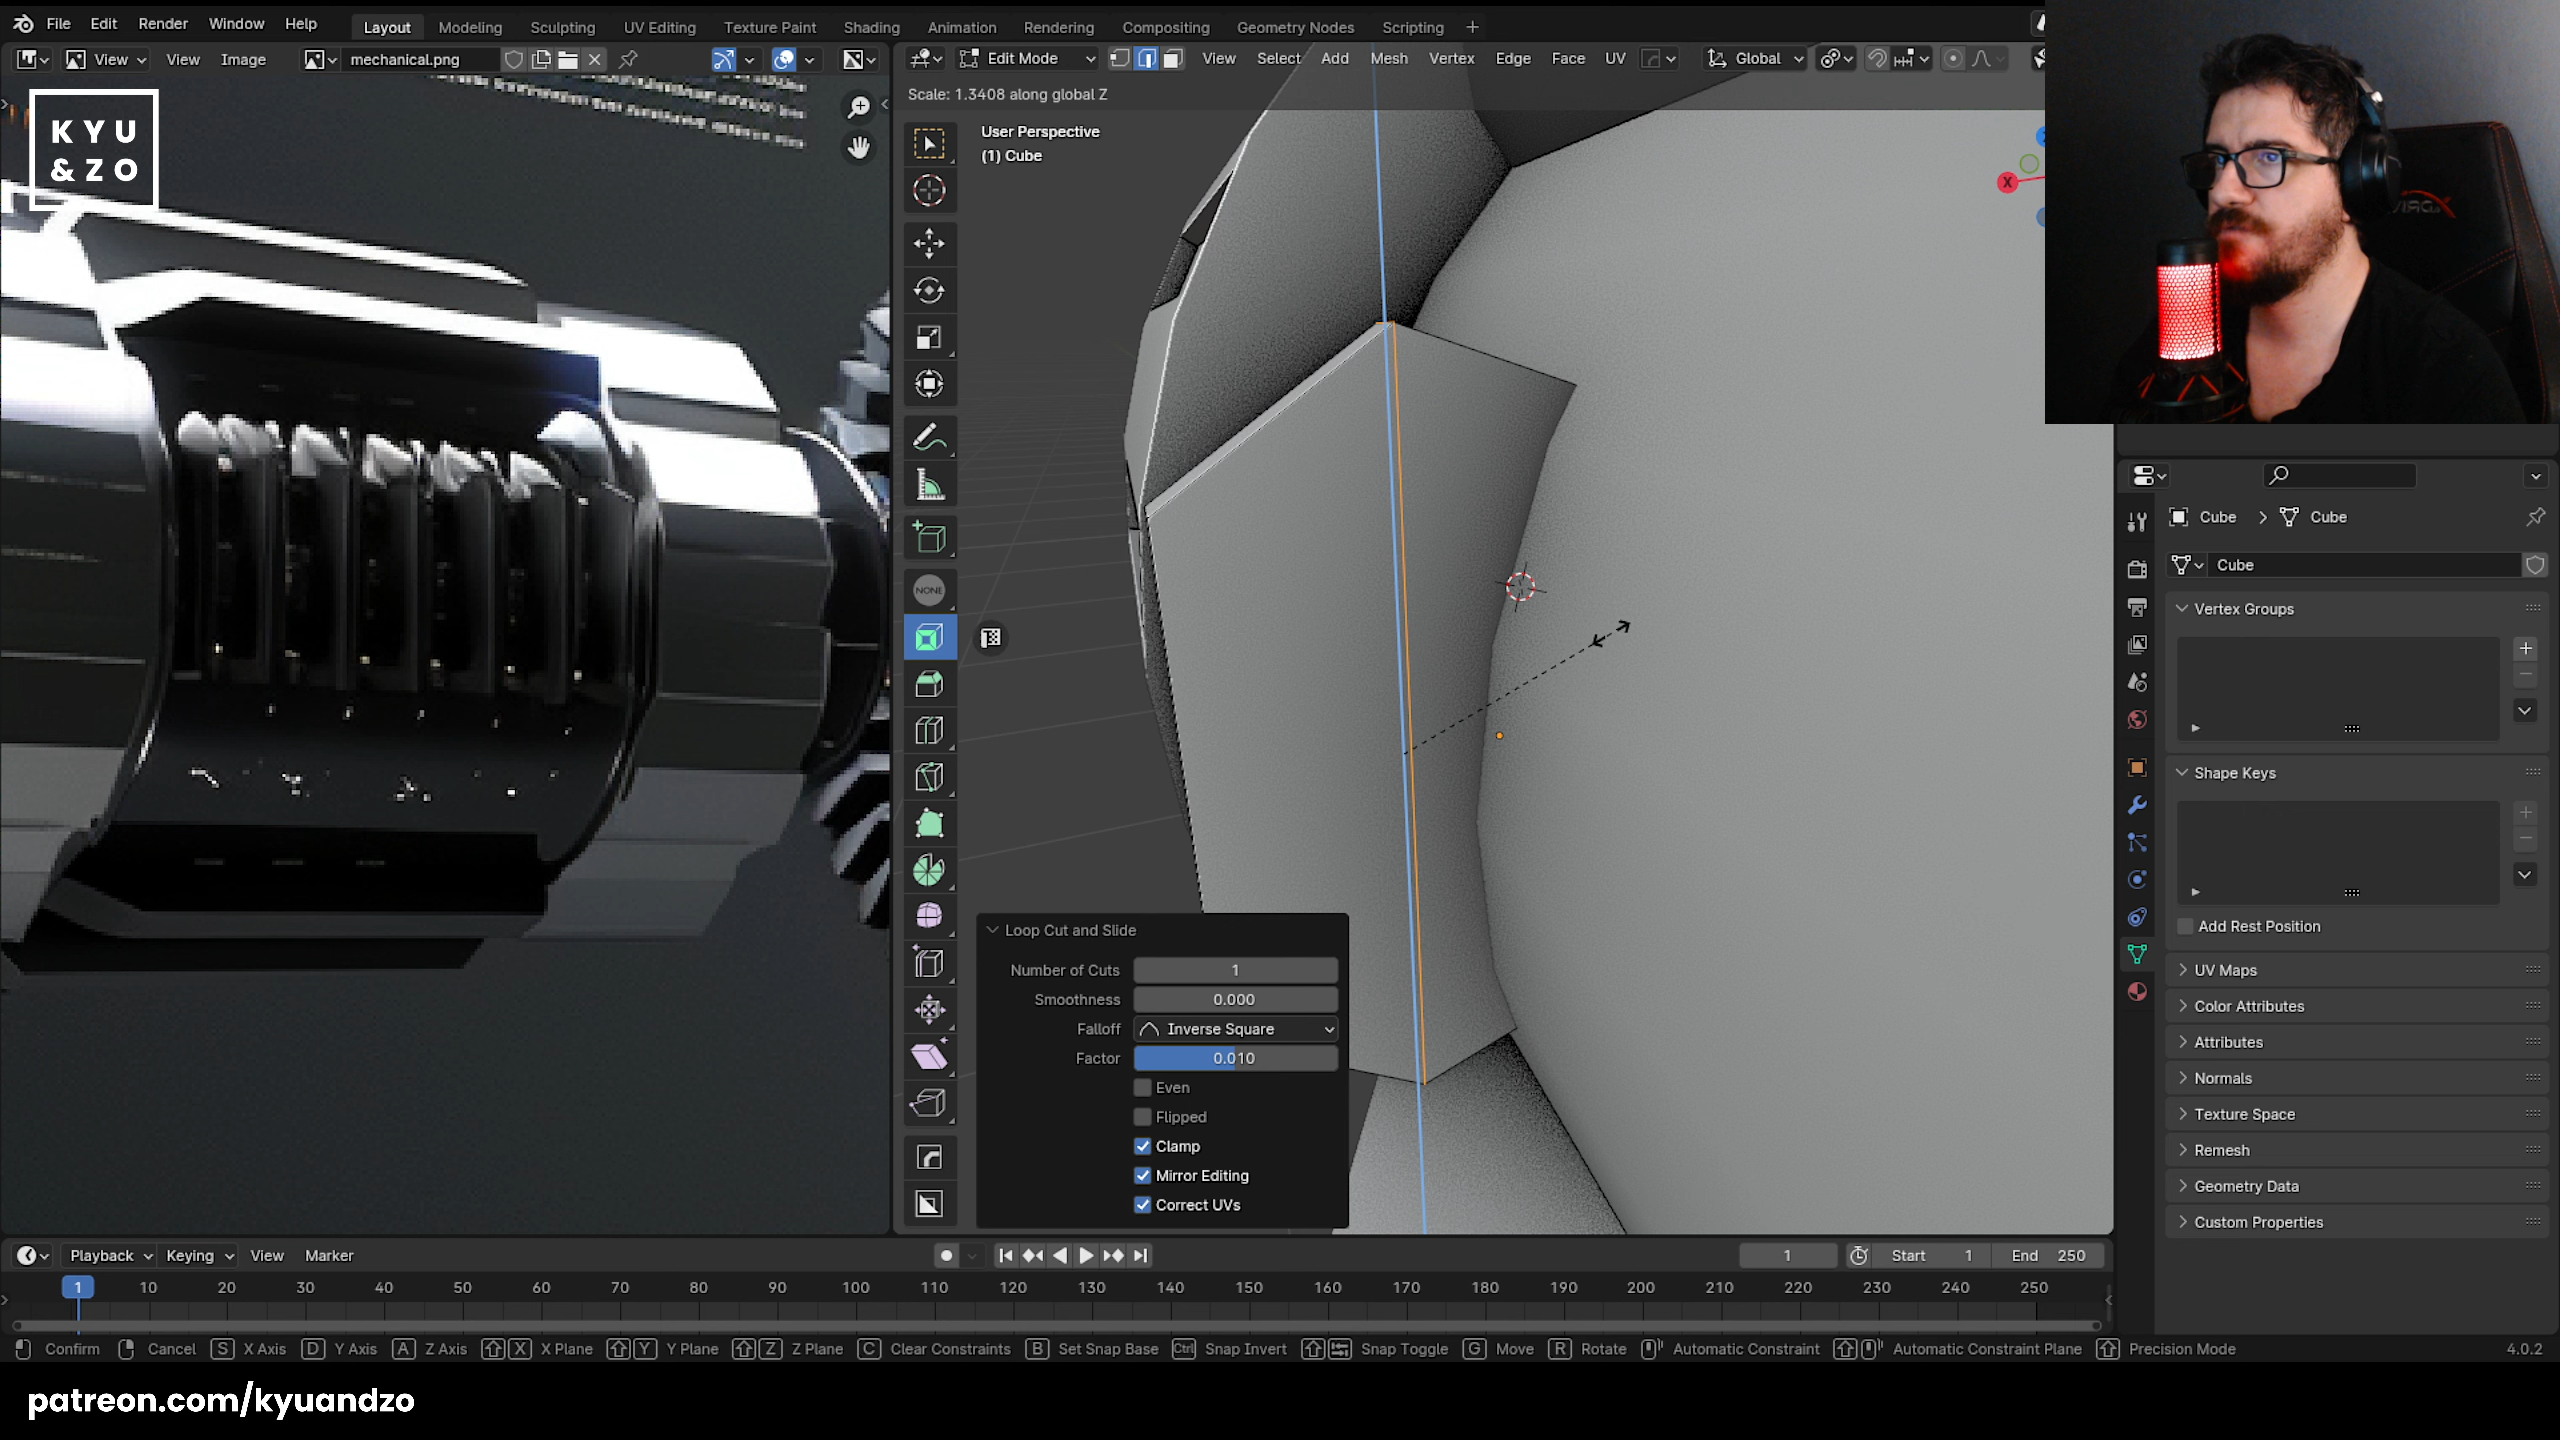 File Edit Render Window Help Layout Modeling Sculpting UV Editing Texture Paint Shading Animation Rendering Compositing Geometry Nodes Scripting +
View View Image mechanical.png
Edit Mode View Select Add Mesh Vertex Edge Face UV Global
Scale: 1.3408 along global Z
KYU
&ZO
User Perspective
(1) Cube
X
NONE
Cube > Cube
Cube
Vertex Groups
Shape Keys
Add Rest Position
UV Maps
Color Attributes
Attributes
Normals
Texture Space
Remesh
Geometry Data
Custom Properties
Loop Cut and Slide
Number of Cuts 1
Smoothness 0.000
Falloff Inverse Square
Factor 0.010
Even
Flipped
Clamp
Mirror Editing
Correct UVs
Playback Keying View Marker 1 Start 1 End 250
1 10 20 30 40 50 60 70 80 90 100 110 120 130 140 150 160 170 180 190 200 210 220 230 240 250
Confirm Cancel S X Axis D Y Axis A Z Axis X X Plane Y Y Plane Z Z Plane C Clear Constraints B Set Snap Base Ctrl Snap Invert Snap Toggle G Move R Rotate Automatic Constraint Automatic Constraint Plane Precision Mode 4.0.2
patreon.com/kyuandzo